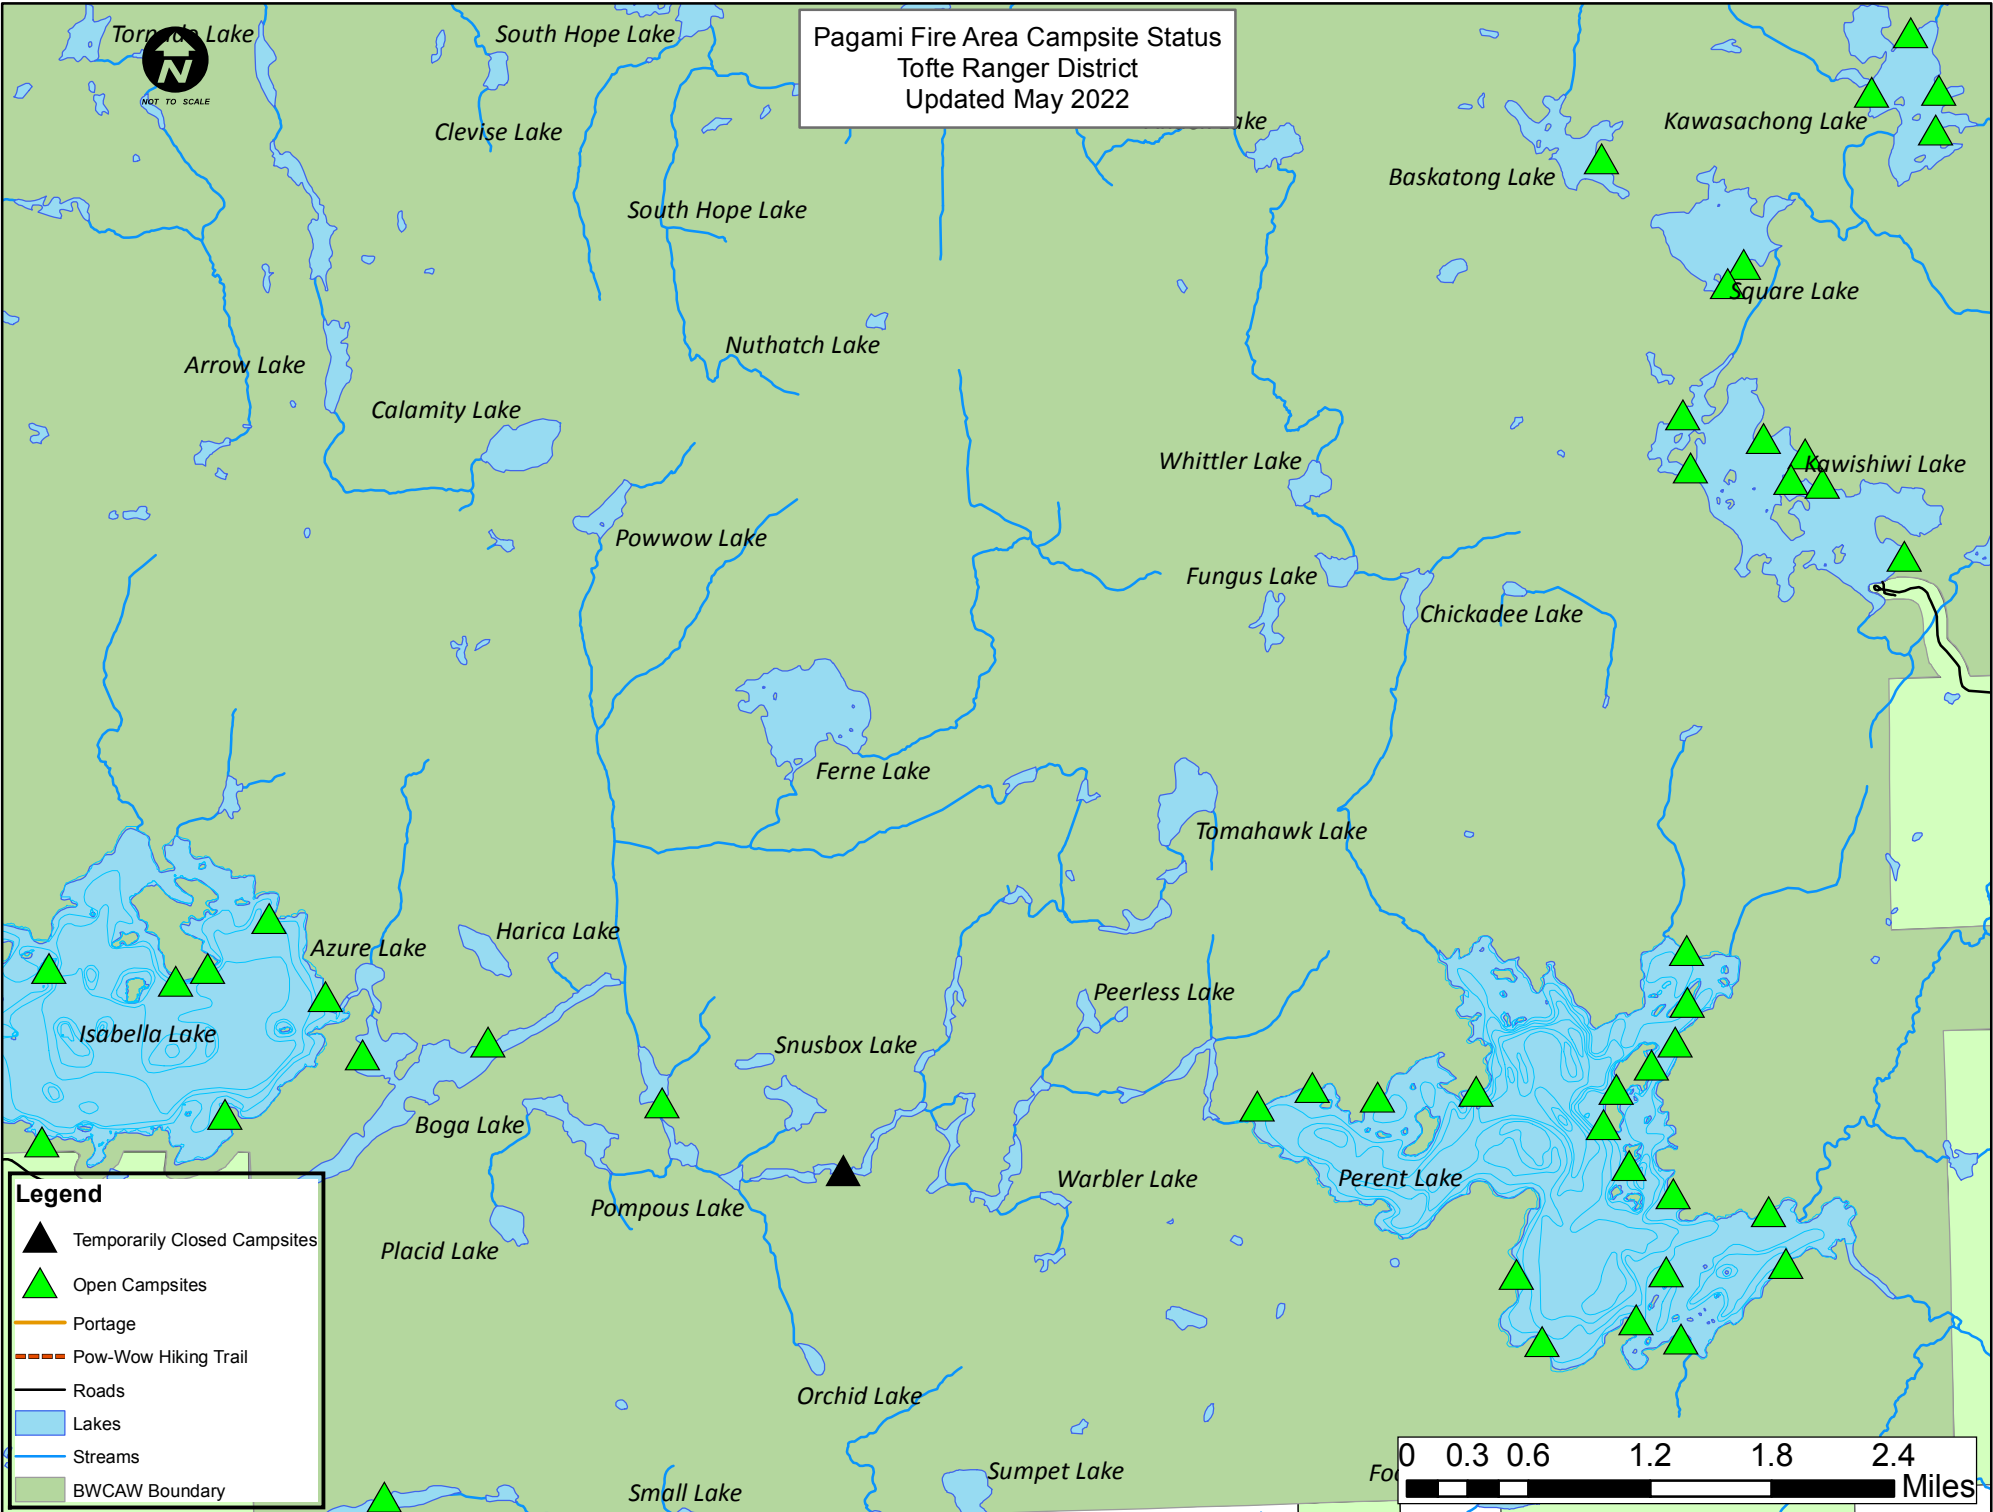 Pagami Fire Area Campsite Status
Tofte Ranger District
Updated May 2022
Lake
N
NOT TO SCALE
South Hope Lake
Clevise Lake
Lake
Kawasachong Lake
Baskatong Lake
South Hope Lake
Square Lake
Nuthatch Lake
Arrow Lake
Calamity Lake
Whittler Lake
Kawishiwi Lake
Powwow Lake
Fungus Lake
Chickadee Lake
Ferne Lake
Tomahawk Lake
Harica Lake
Azure Lake
Peerless Lake
Isabella Lake
Snusbox Lake
Boga Lake
Warbler Lake
Perent Lake
Pompous Lake
Placid Lake
Orchid Lake
Sumpet Lake
Small Lake
Legend
Temporarily Closed Campsites
Open Campsites
Portage
Pow-Wow Hiking Trail
Roads
Lakes
Streams
BWCAW Boundary
0 0.3 0.6 1.2 1.8 2.4
Miles